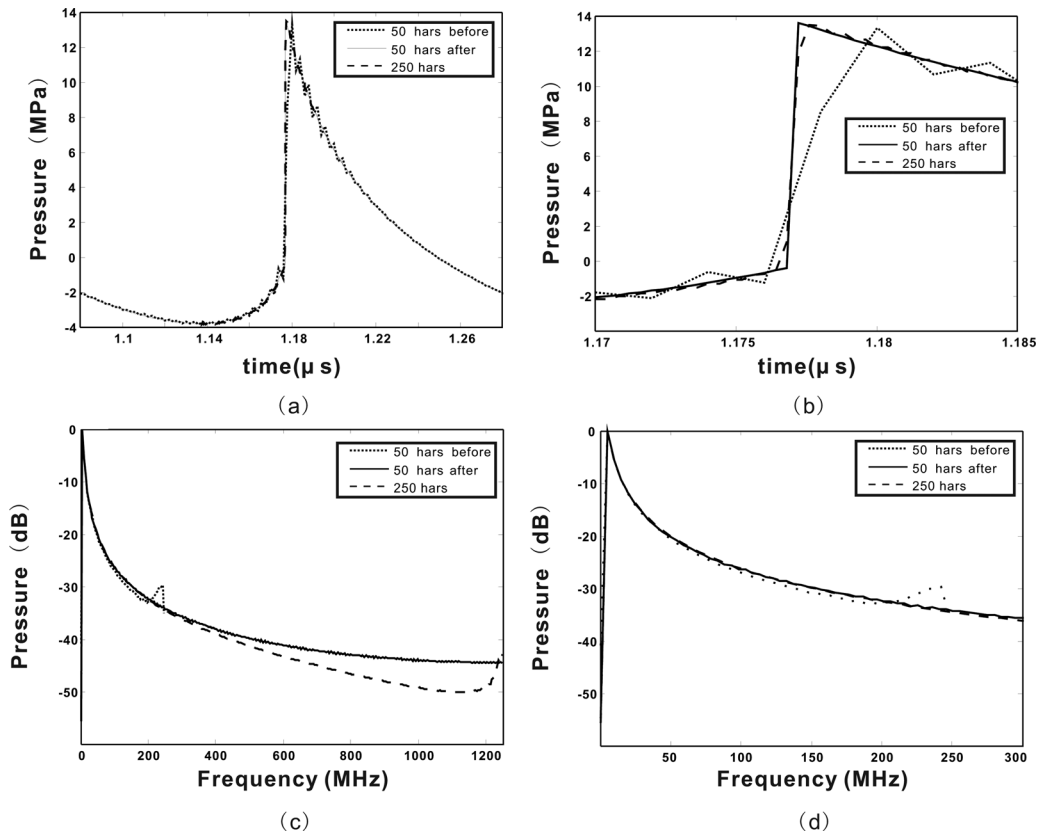 14
12
10
8
6
4
2
0
-2
-4
Pressure (MPa)
50 hars before
50 hars after
250 hars
1.1
1.14
1.18
1.22
1.26
time(μ s)
(a)
14
12
10
8
6
4
2
0
-2
Pressure (MPa)
50 hars before
50 hars after
250 hars
1.17
1.175
1.18
1.185
time(μ s)
(b)
0
-10
-20
-30
-40
-50
Pressure (dB)
50 hars before
50 hars after
250 hars
0
200
400
600
800
1000
1200
Frequency (MHz)
(c)
0
-10
-20
-30
-40
-50
Pressure (dB)
50 hars before
50 hars after
250 hars
0
50
100
150
200
250
300
Frequency (MHz)
(d)